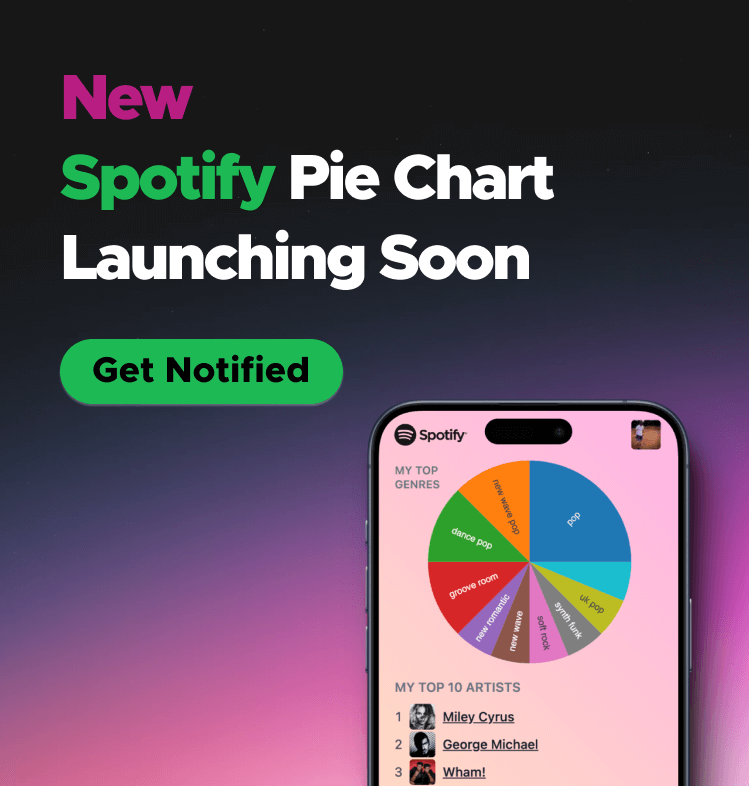 New
Spotify Pie Chart
Launching Soon
Get Notified
Spotify
MY TOP
GENRES
new wave pop
pop
dance pop
groove room
new romantic
new wave
soft rock
synth funk
uk pop
MY TOP 10 ARTISTS
1 Miley Cyrus
2 George Michael
3 Wham!